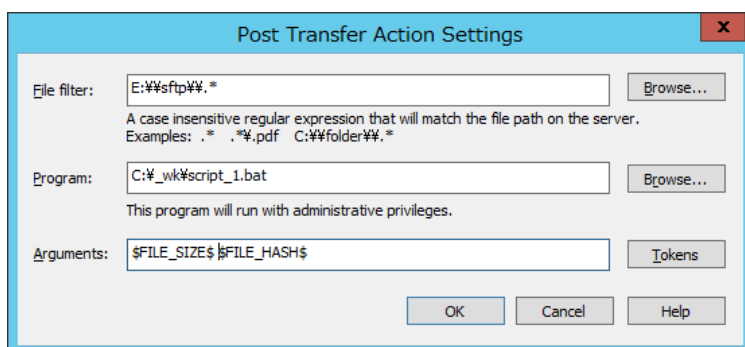 Post Transfer Action Settings
x
File filter: E:¥¥sftp¥¥.* Browse...
A case insensitive regular expression that will match the file path on the server.
Examples: .* .*¥.pdf C:¥¥folder¥¥.*
Program: C:¥_wk¥script_1.bat Browse...
This program will run with administrative privileges.
Arguments: $FILE_SIZE$ $FILE_HASH$ Tokens
OK Cancel Help